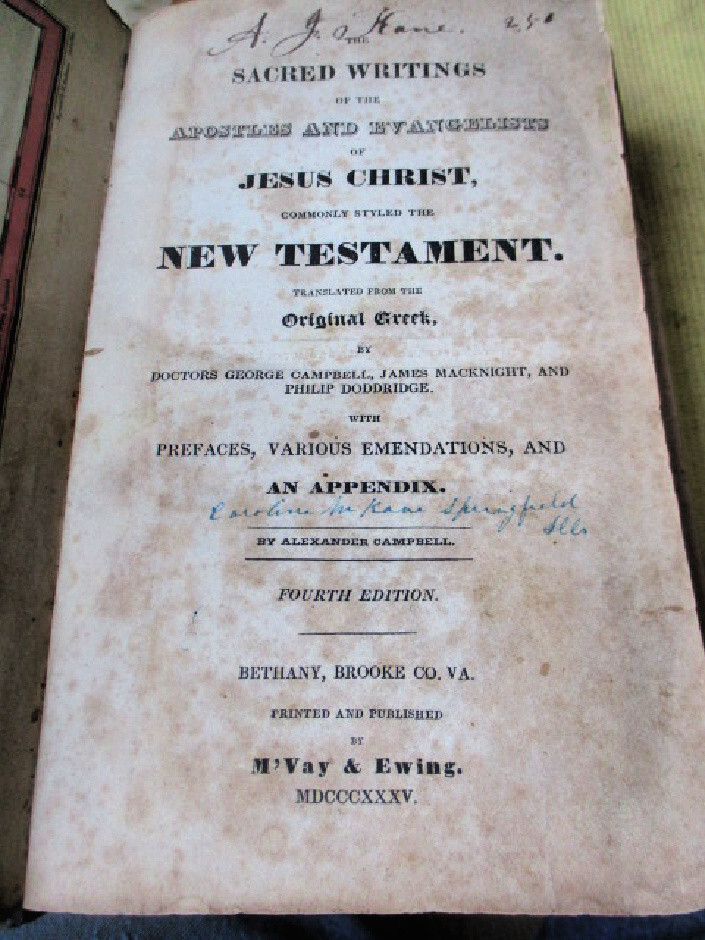 A. J. Kane. 250
THE
SACRED WRITINGS
OF THE
APOSTLES AND EVANGELISTS
OF
JESUS CHRIST,
COMMONLY STYLED THE
NEW TESTAMENT.
TRANSLATED FROM THE
Original Greek,
BY
DOCTORS GEORGE CAMPBELL, JAMES MACKNIGHT, AND
PHILIP DODDRIDGE.
WITH
PREFACES, VARIOUS EMENDATIONS, AND
AN APPENDIX.
Caroline M Kane Springfield
Ills
BY ALEXANDER CAMPBELL.
FOURTH EDITION.
BETHANY, BROOKE CO. VA.
PRINTED AND PUBLISHED
BY
M'Vay & Ewing.
MDCCCXXXV.